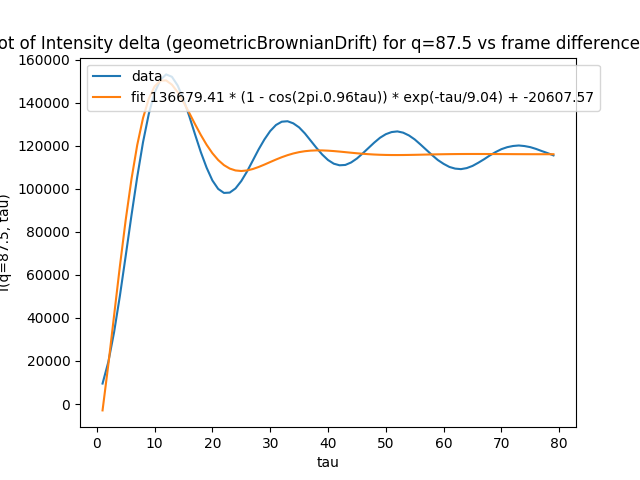 ot of Intensity delta (geometricBrownianDrift) for q=87.5 vs frame difference
160000
140000
120000
100000
80000
60000
40000
20000
0
data
fit 136679.41 * (1 - cos(2pi.0.96tau)) * exp(-tau/9.04) + -20607.57
I(q=87.5, tau)
0 10 20 30 40 50 60 70 80
tau